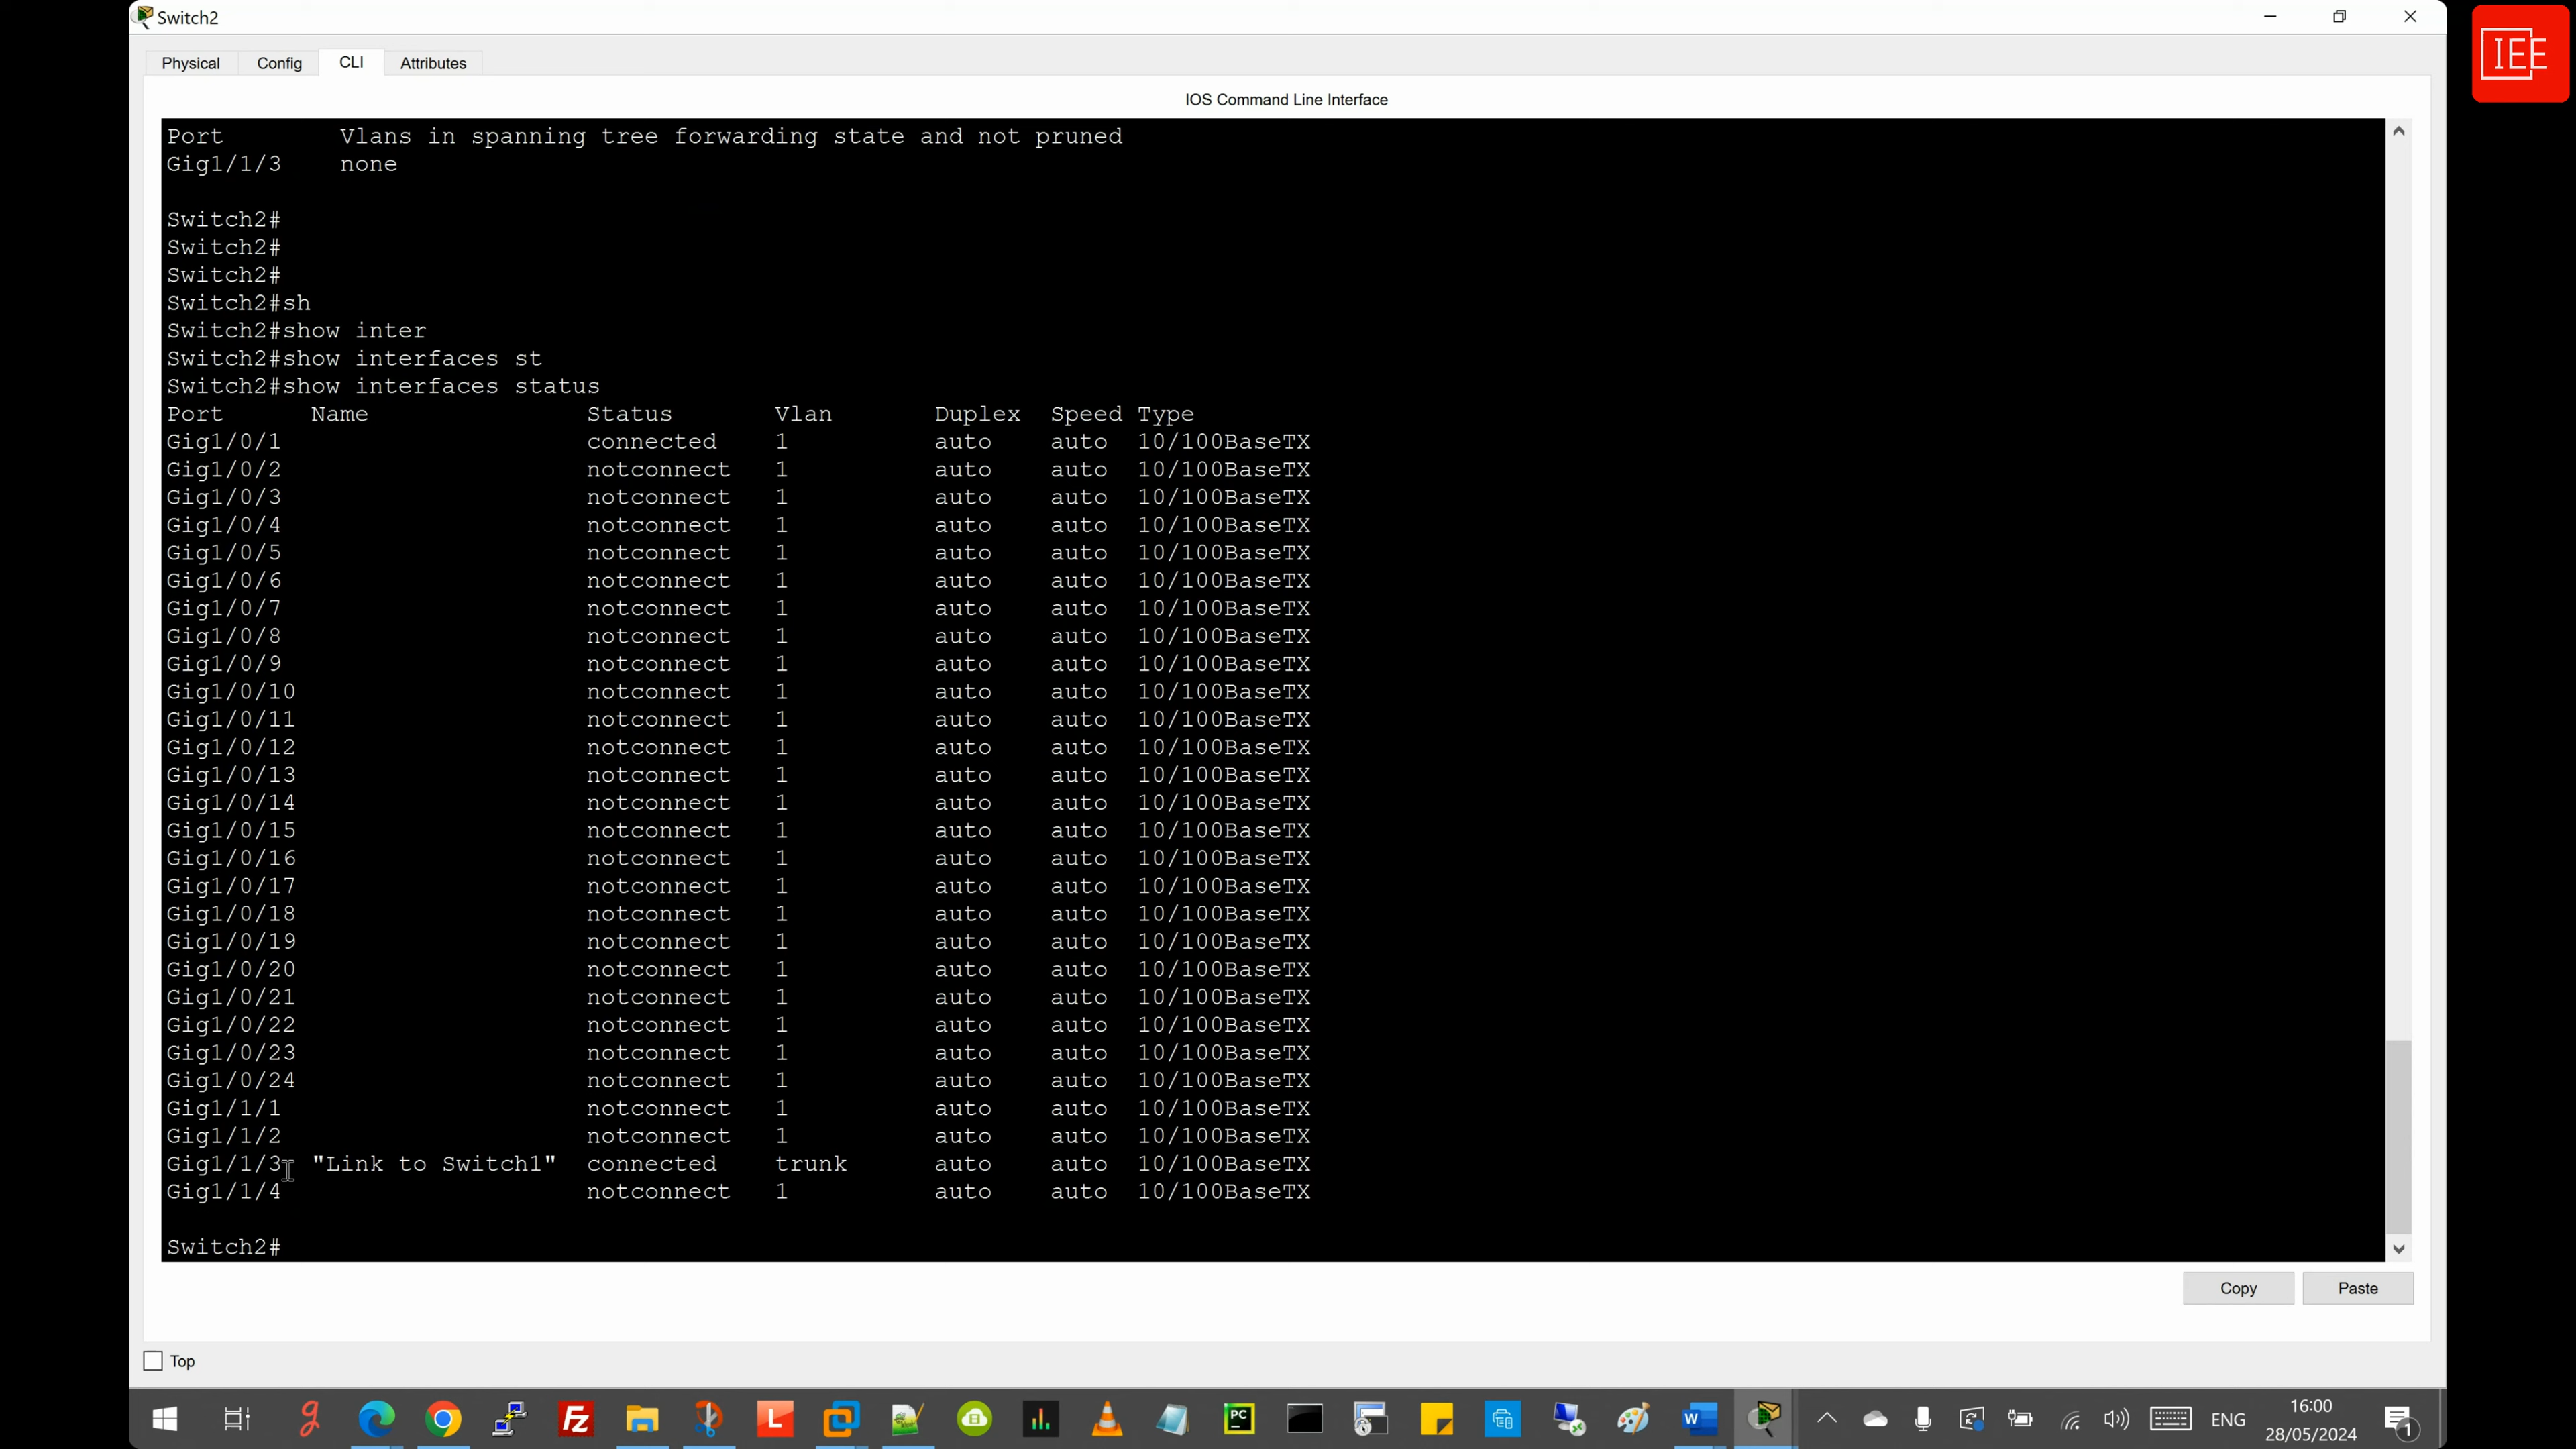 Switch2
IEE
Physical Config CLI Attributes
IOS Command Line Interface
Port Vlans in spanning tree forwarding state and not pruned
Gig1/1/3 none
Switch2#
Switch2#
Switch2#
Switch2#sh
Switch2#show inter
Switch2#show interfaces st
Switch2#show interfaces status
Port Name Status Vlan Duplex Speed Type
Gig1/0/1 connected 1 auto auto 10/100BaseTX
Gig1/0/2 notconnect 1 auto auto 10/100BaseTX
Gig1/0/3 notconnect 1 auto auto 10/100BaseTX
Gig1/0/4 notconnect 1 auto auto 10/100BaseTX
Gig1/0/5 notconnect 1 auto auto 10/100BaseTX
Gig1/0/6 notconnect 1 auto auto 10/100BaseTX
Gig1/0/7 notconnect 1 auto auto 10/100BaseTX
Gig1/0/8 notconnect 1 auto auto 10/100BaseTX
Gig1/0/9 notconnect 1 auto auto 10/100BaseTX
Gig1/0/10 notconnect 1 auto auto 10/100BaseTX
Gig1/0/11 notconnect 1 auto auto 10/100BaseTX
Gig1/0/12 notconnect 1 auto auto 10/100BaseTX
Gig1/0/13 notconnect 1 auto auto 10/100BaseTX
Gig1/0/14 notconnect 1 auto auto 10/100BaseTX
Gig1/0/15 notconnect 1 auto auto 10/100BaseTX
Gig1/0/16 notconnect 1 auto auto 10/100BaseTX
Gig1/0/17 notconnect 1 auto auto 10/100BaseTX
Gig1/0/18 notconnect 1 auto auto 10/100BaseTX
Gig1/0/19 notconnect 1 auto auto 10/100BaseTX
Gig1/0/20 notconnect 1 auto auto 10/100BaseTX
Gig1/0/21 notconnect 1 auto auto 10/100BaseTX
Gig1/0/22 notconnect 1 auto auto 10/100BaseTX
Gig1/0/23 notconnect 1 auto auto 10/100BaseTX
Gig1/0/24 notconnect 1 auto auto 10/100BaseTX
Gig1/1/1 notconnect 1 auto auto 10/100BaseTX
Gig1/1/2 notconnect 1 auto auto 10/100BaseTX
Gig1/1/3 "Link to Switch1" connected trunk auto auto 10/100BaseTX
Gig1/1/4 notconnect 1 auto auto 10/100BaseTX
Switch2#
Copy Paste
Top
ENG
16:00
28/05/2024
1